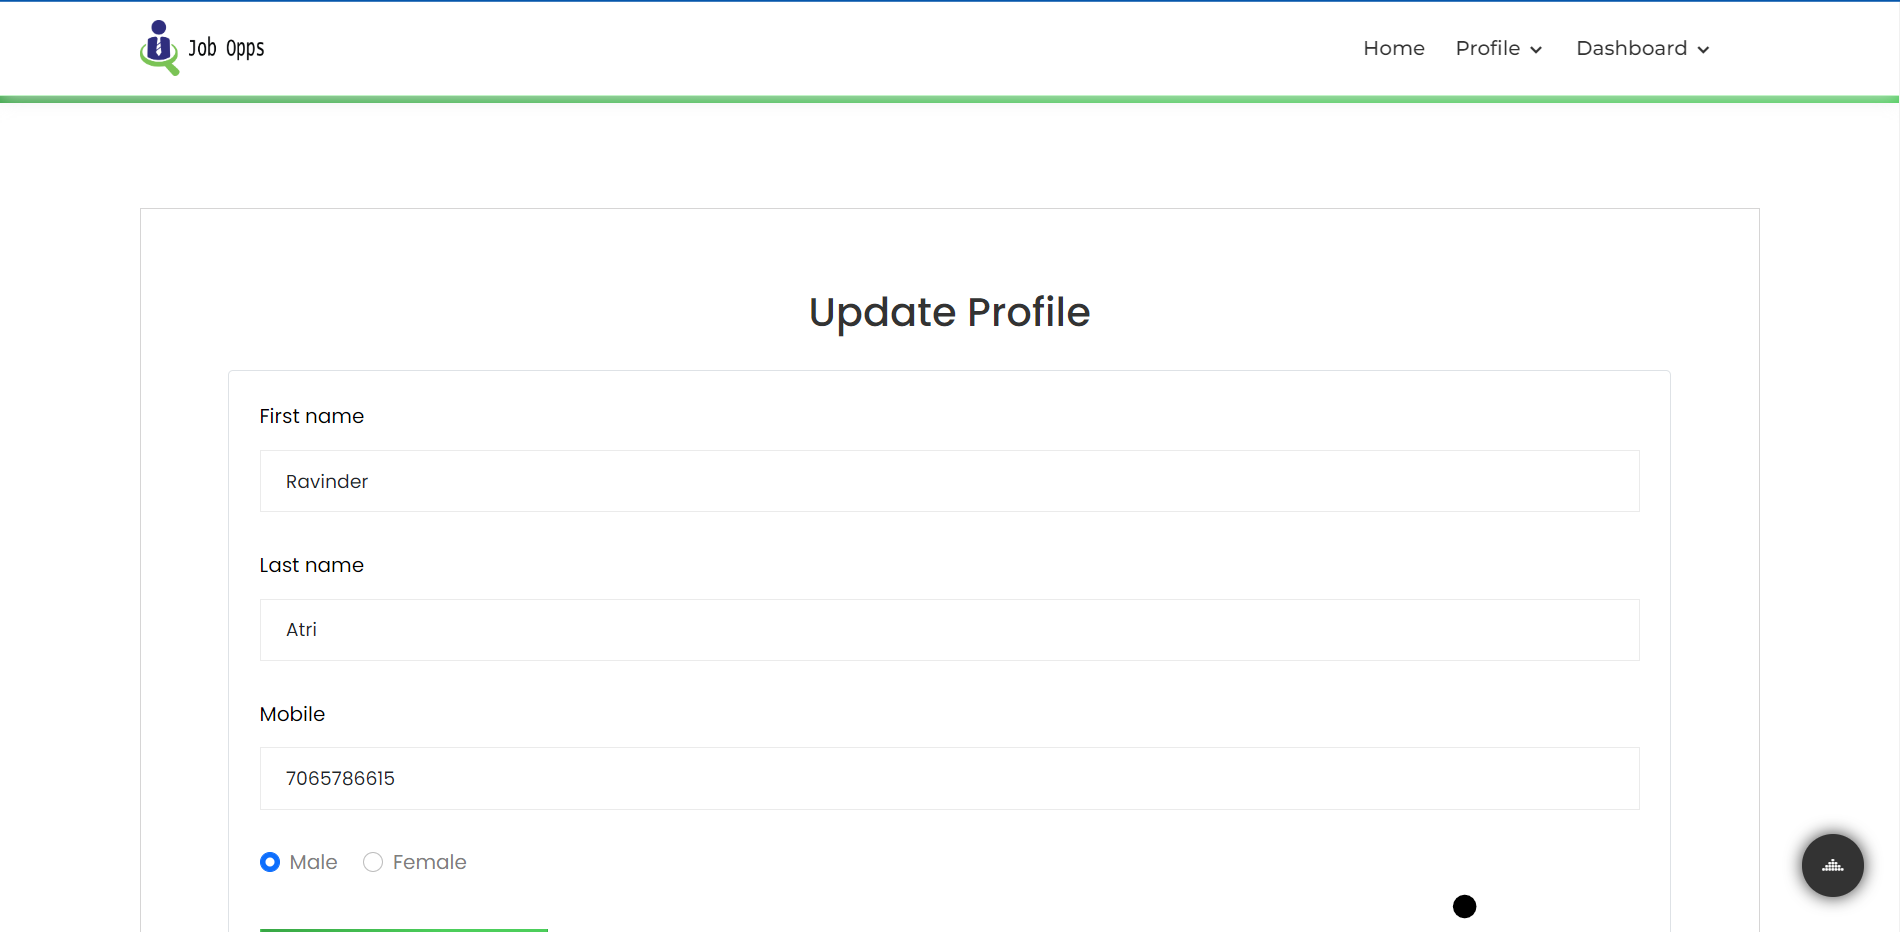 Job Opps
Home Profile Dashboard
Update Profile
First name
Ravinder
Last name
Atri
Mobile
7065786615
Male Female